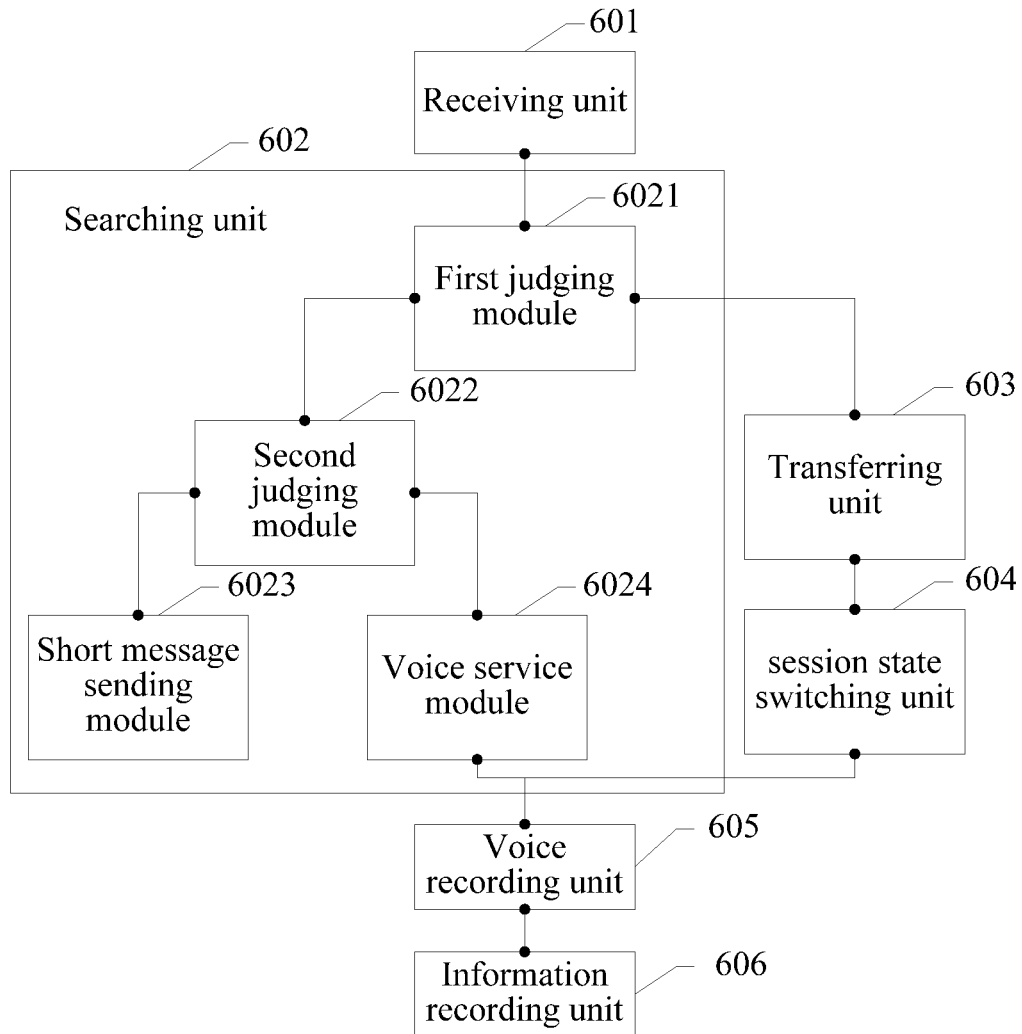 601
Receiving unit
602
Searching unit
6021
First judging
module
6022
Second
judging
module
603
Transferring
unit
6023
Short message
sending
module
6024
Voice service
module
604
session state
switching unit
605
Voice
recording unit
606
Information
recording unit